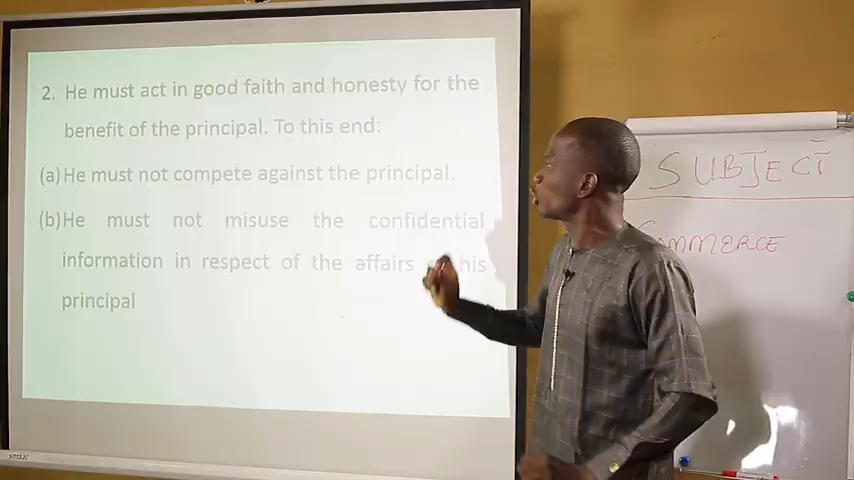 2. He must act in good faith and honesty for the
benefit of the principal. To this end:
(a)He must not compete against the principal.
(b)He must not misuse the confidential
information in respect of the affairs his
principal
SUBJECT
COMMERCE
smaac